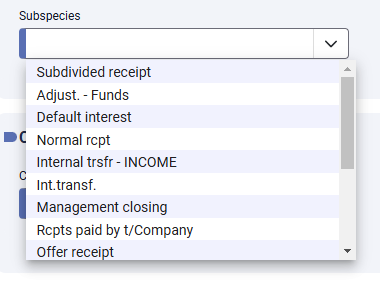 Subspecies
Subdivided receipt
Adjust. - Funds
Default interest
Normal rcpt
Internal trsfr - INCOME
Int.transf.
Management closing
Rcpts paid by t/Company
Offer receipt